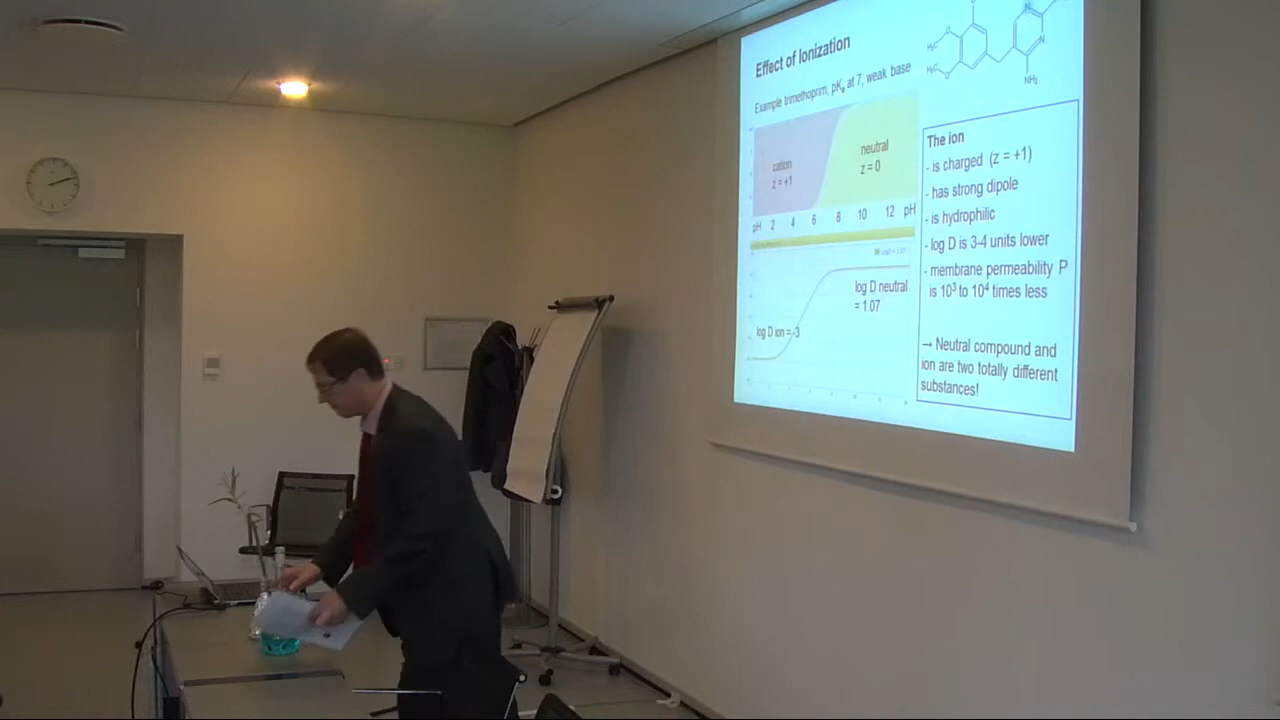 Effect of Ionization
Example trimethoprim, pKa at 7, weak base
H₃C
O
H₃C
O
N
N
NH₂
cation
z = +1
neutral
z = 0
pH 2 4 6 8 10 12 pH
log D neutral
= 1.07
log D ion = -3
The ion
- is charged (z = +1)
- has strong dipole
- is hydrophilic
- log D is 3-4 units lower
- membrane permeability P
is 10³ to 10⁴ times less
→ Neutral compound and
ion are two totally different
substances!